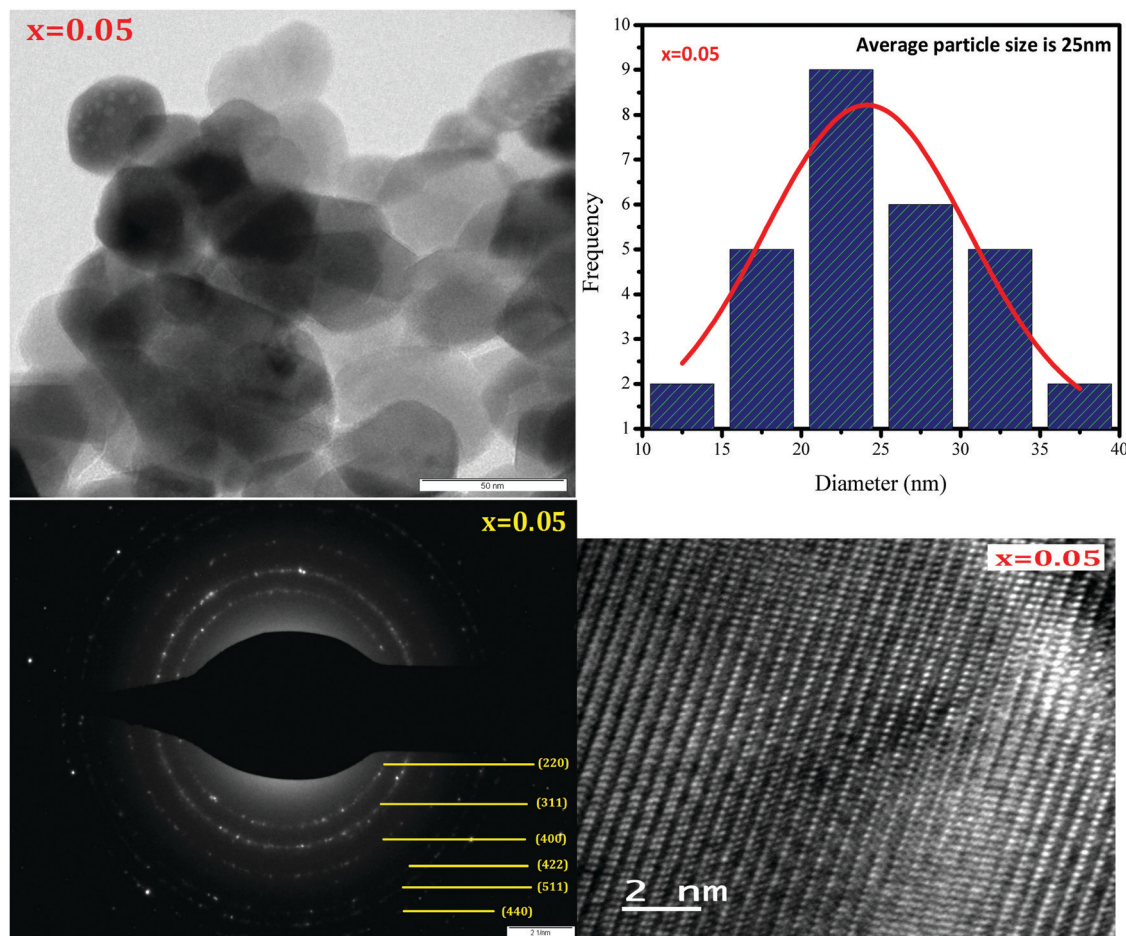 x=0.05
50 nm
x=0.05
Average particle size is 25nm
Frequency
10
9
8
7
6
5
4
3
2
1
10
15
20
25
30
35
40
Diameter (nm)
x=0.05
(220)
(311)
(400)
(422)
(511)
(440)
2 1/nm
x=0.05
2 nm